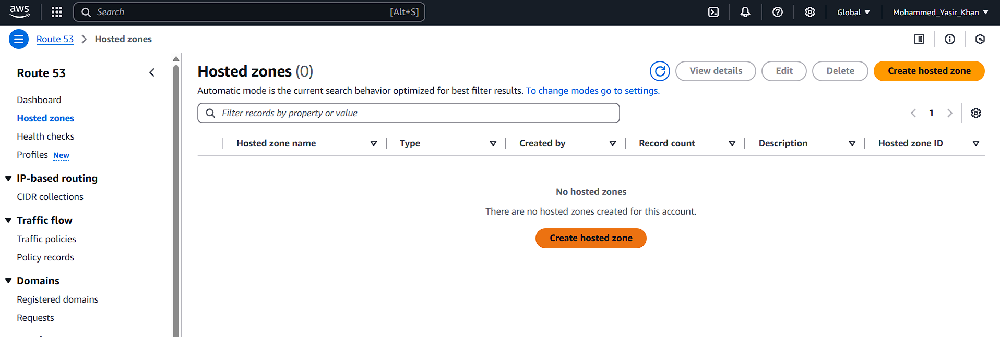 aws
Search [Alt+S]
Global
Mohammed_Yasir_Khan
Route 53 > Hosted zones
Route 53
Dashboard
Hosted zones
Health checks
Profiles New
IP-based routing
CIDR collections
Traffic flow
Traffic policies
Policy records
Domains
Registered domains
Requests
Hosted zones (0)
View details
Edit
Delete
Create hosted zone
Automatic mode is the current search behavior optimized for best filter results. To change modes go to settings.
Filter records by property or value
1
Hosted zone name Type Created by Record count Description Hosted zone ID
No hosted zones
There are no hosted zones created for this account.
Create hosted zone